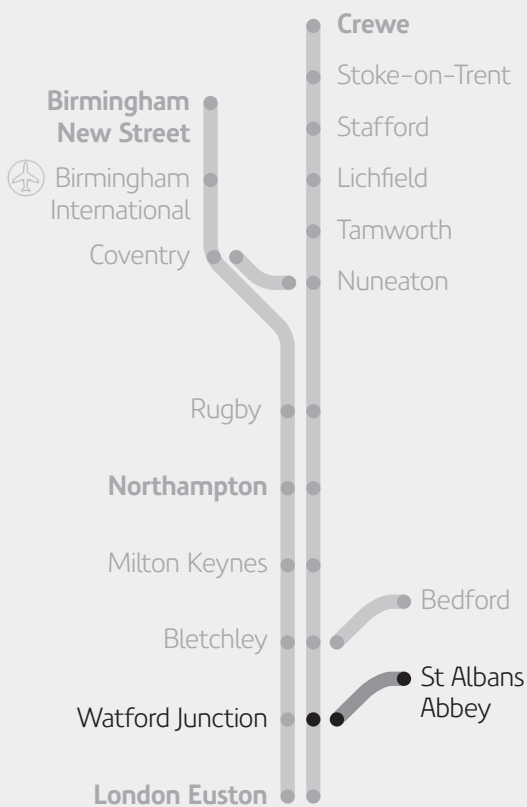 Crewe
Stoke-on-Trent
Birmingham
New Street
Stafford
Birmingham
International
Lichfield
Tamworth
Coventry
Nuneaton
Rugby
Northampton
Milton Keynes
Bedford
Bletchley
St Albans
Abbey
Watford Junction
London Euston